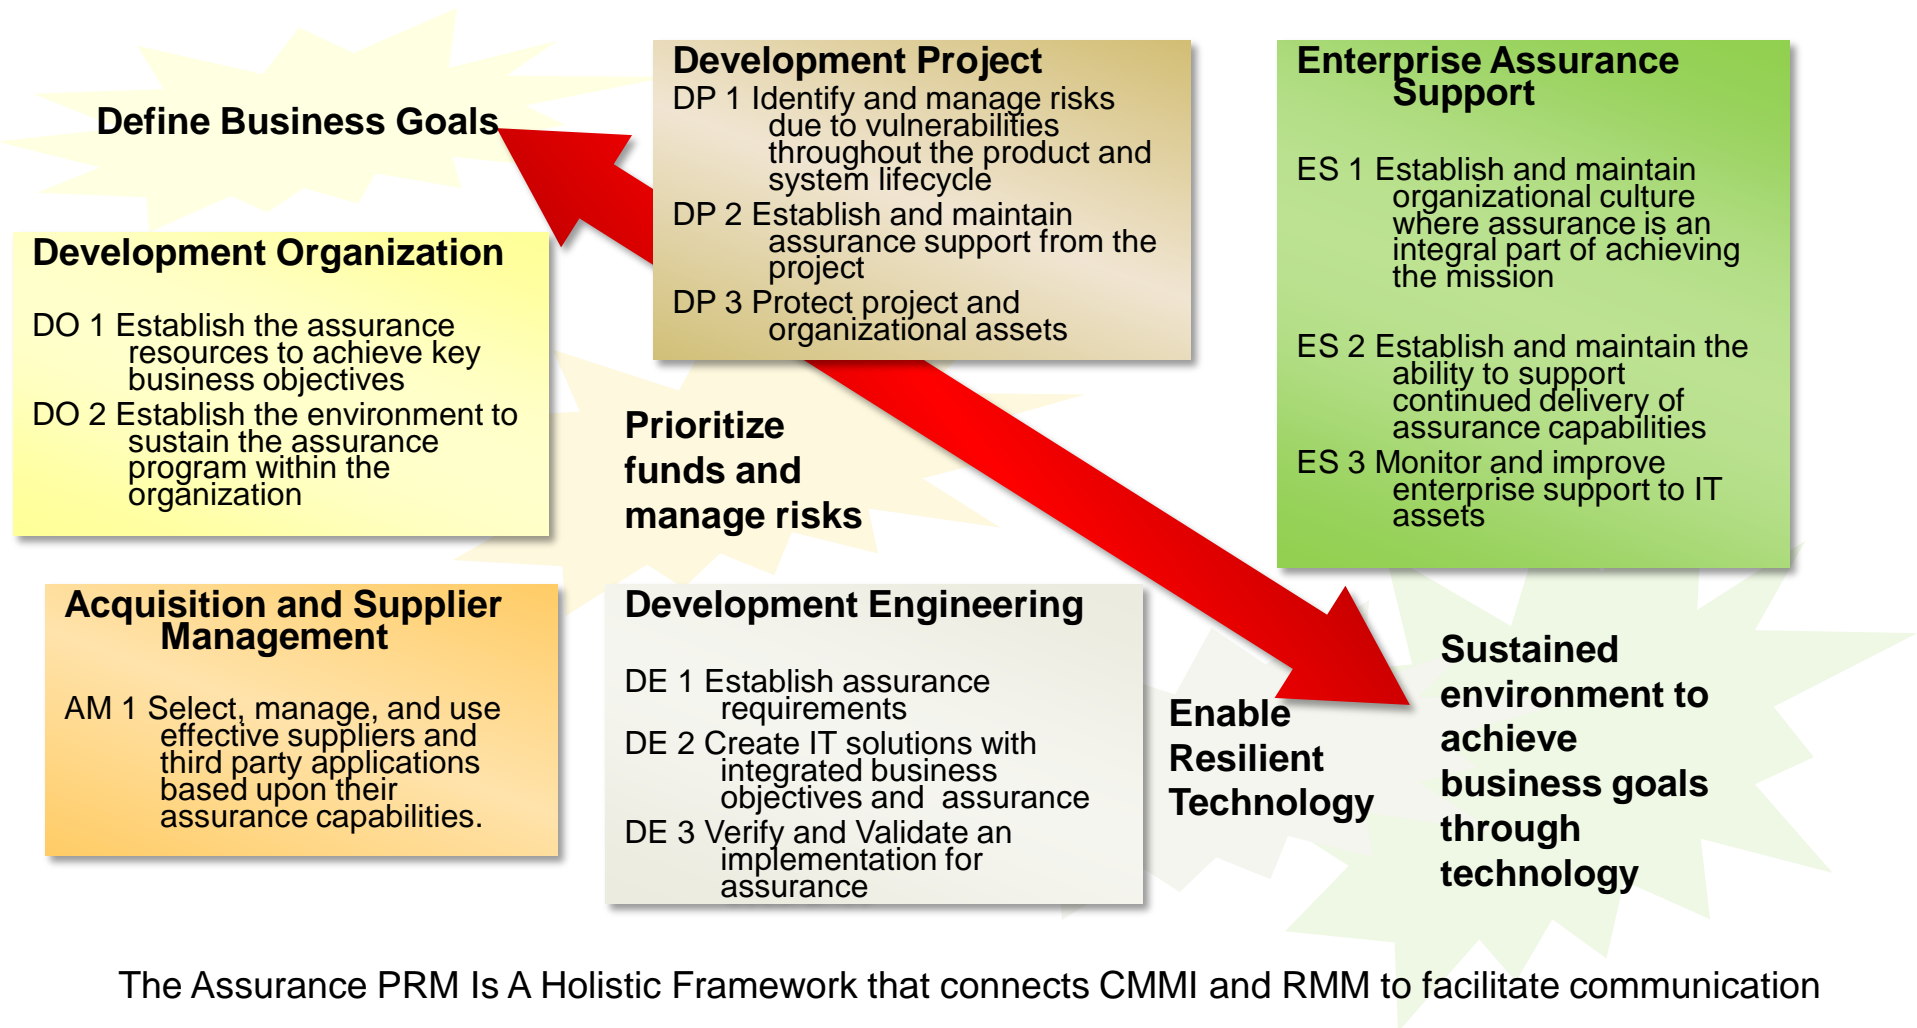 Define Business Goals
Development Organization
DO 1 Establish the assurance
resources to achieve key
business objectives
DO 2 Establish the environment to
sustain the assurance
program within the
organization
Acquisition and Supplier
Management
AM 1 Select, manage, and use
effective suppliers and
third party applications
based upon their
assurance capabilities.
Development Project
DP 1 Identify and manage risks
due to vulnerabilities
throughout the product and
system lifecycle
DP 2 Establish and maintain
assurance support from the
project
DP 3 Protect project and
organizational assets
Prioritize
funds and
manage risks
Development Engineering
DE 1 Establish assurance
requirements
DE 2 Create IT solutions with
integrated business
objectives and  assurance
DE 3 Verify and Validate an
implementation for
assurance
Enable
Resilient
Technology
Enterprise Assurance
Support
ES 1 Establish and maintain
organizational culture
where assurance is an
integral part of achieving
the mission
ES 2 Establish and maintain the
ability to support
continued delivery of
assurance capabilities
ES 3 Monitor and improve
enterprise support to IT
assets
Sustained
environment to
achieve
business goals
through
technology
The Assurance PRM Is A Holistic Framework that connects CMMI and RMM to facilitate communication